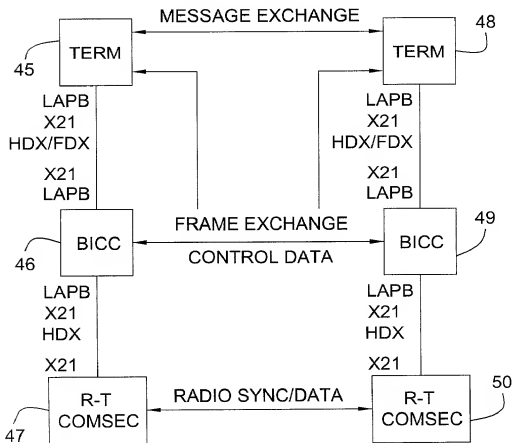 MESSAGE EXCHANGE
TERM
45
TERM
48
LAPB
X21
HDX/FDX
X21
LAPB
LAPB
X21
HDX/FDX
X21
LAPB
FRAME EXCHANGE
CONTROL DATA
BICC
46
BICC
49
LAPB
X21
HDX
X21
LAPB
X21
HDX
X21
R-T
COMSEC
47
RADIO SYNC/DATA
R-T
COMSEC
50